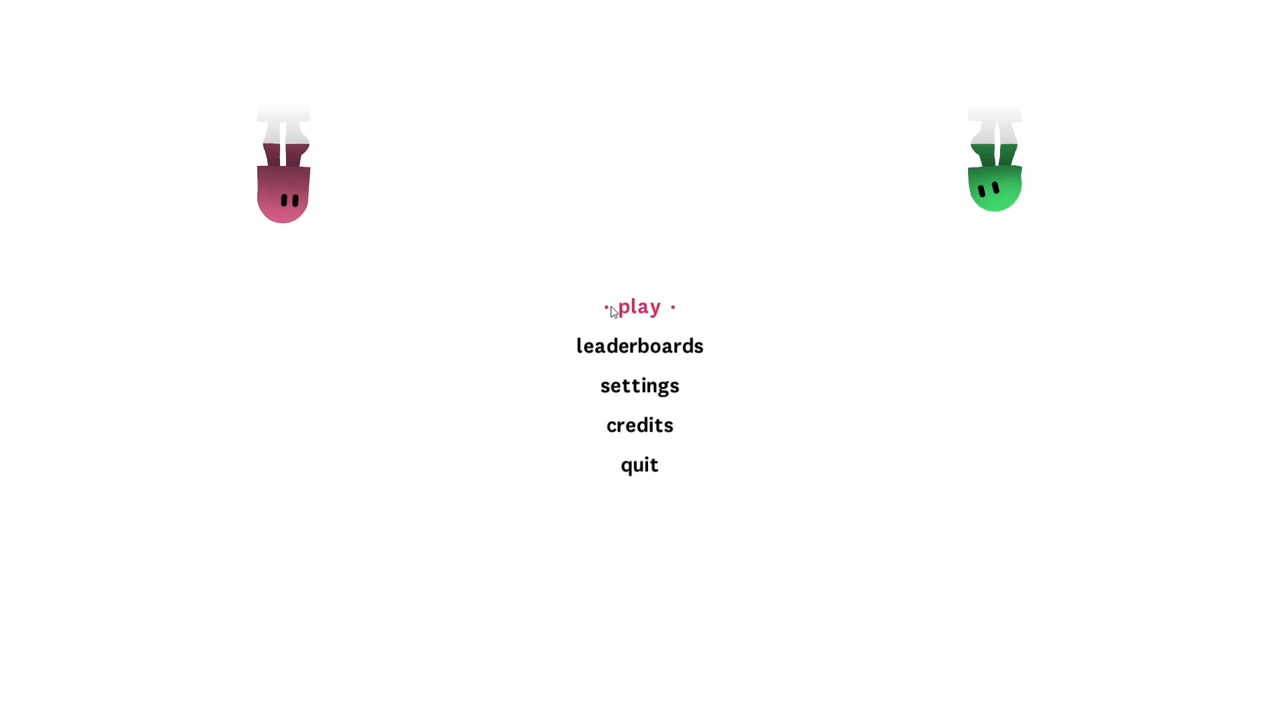 · play ·
leaderboards
settings
credits
quit